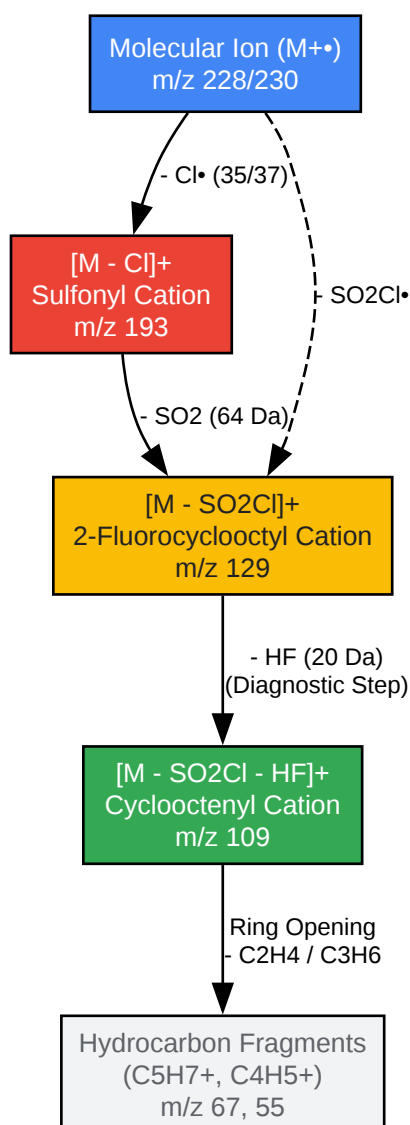 Molecular Ion (M+•)
m/z 228/230
- Cl• (35/37)
[M - Cl]+
Sulfonyl Cation
m/z 193
- SO2Cl•
- SO2 (64 Da)
[M - SO2Cl]+
2-Fluorocyclooctyl Cation
m/z 129
- HF (20 Da)
(Diagnostic Step)
[M - SO2Cl - HF]+
Cyclooctenyl Cation
m/z 109
Ring Opening
- C2H4 / C3H6
Hydrocarbon Fragments
(C5H7+, C4H5+)
m/z 67, 55